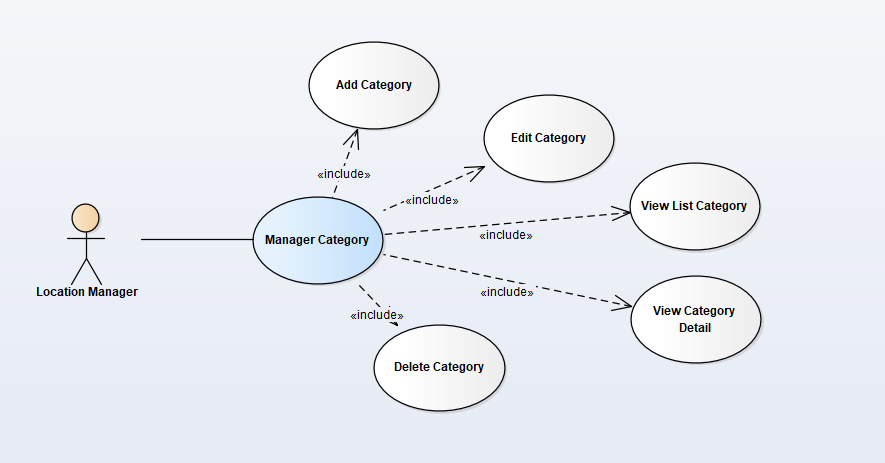 Add Category
Edit Category
«include»
«include»
View List Category
«include»
Manager Category
Location Manager
«include»
View Category
Detail
«include»
Delete Category